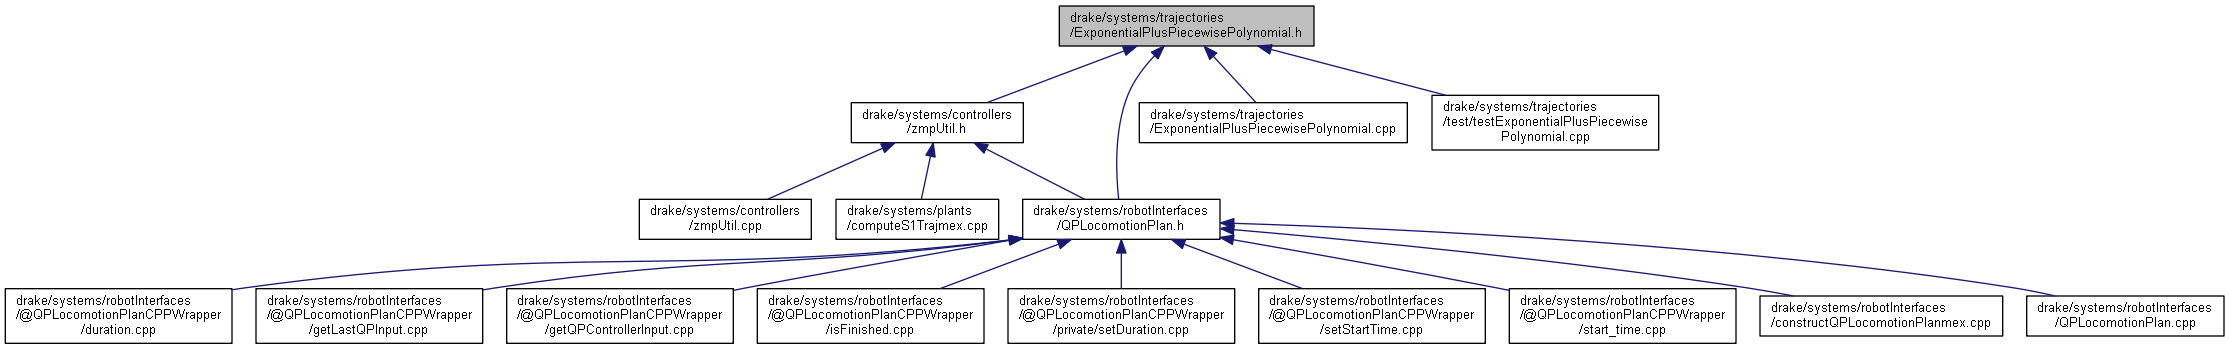 drake/systems/trajectories
/ExponentialPlusPiecewisePolynomial.h
drake/systems/controllers
/zmpUtil.h
drake/systems/trajectories
/ExponentialPlusPiecewisePolynomial.cpp
drake/systems/trajectories
/test/testExponentialPlusPiecewise
Polynomial.cpp
drake/systems/controllers
/zmpUtil.cpp
drake/systems/plants
/computeS1Trajmex.cpp
drake/systems/robotInterfaces
/QPLocomotionPlan.h
drake/systems/robotInterfaces
/@QPLocomotionPlanCPPWrapper
/duration.cpp
drake/systems/robotInterfaces
/@QPLocomotionPlanCPPWrapper
/getLastQPInput.cpp
drake/systems/robotInterfaces
/@QPLocomotionPlanCPPWrapper
/getQPControllerInput.cpp
drake/systems/robotInterfaces
/@QPLocomotionPlanCPPWrapper
/isFinished.cpp
drake/systems/robotInterfaces
/@QPLocomotionPlanCPPWrapper
/private/setDuration.cpp
drake/systems/robotInterfaces
/@QPLocomotionPlanCPPWrapper
/setStartTime.cpp
drake/systems/robotInterfaces
/@QPLocomotionPlanCPPWrapper
/start_time.cpp
drake/systems/robotInterfaces
/constructQPLocomotionPlanmex.cpp
drake/systems/robotInterfaces
/QPLocomotionPlan.cpp